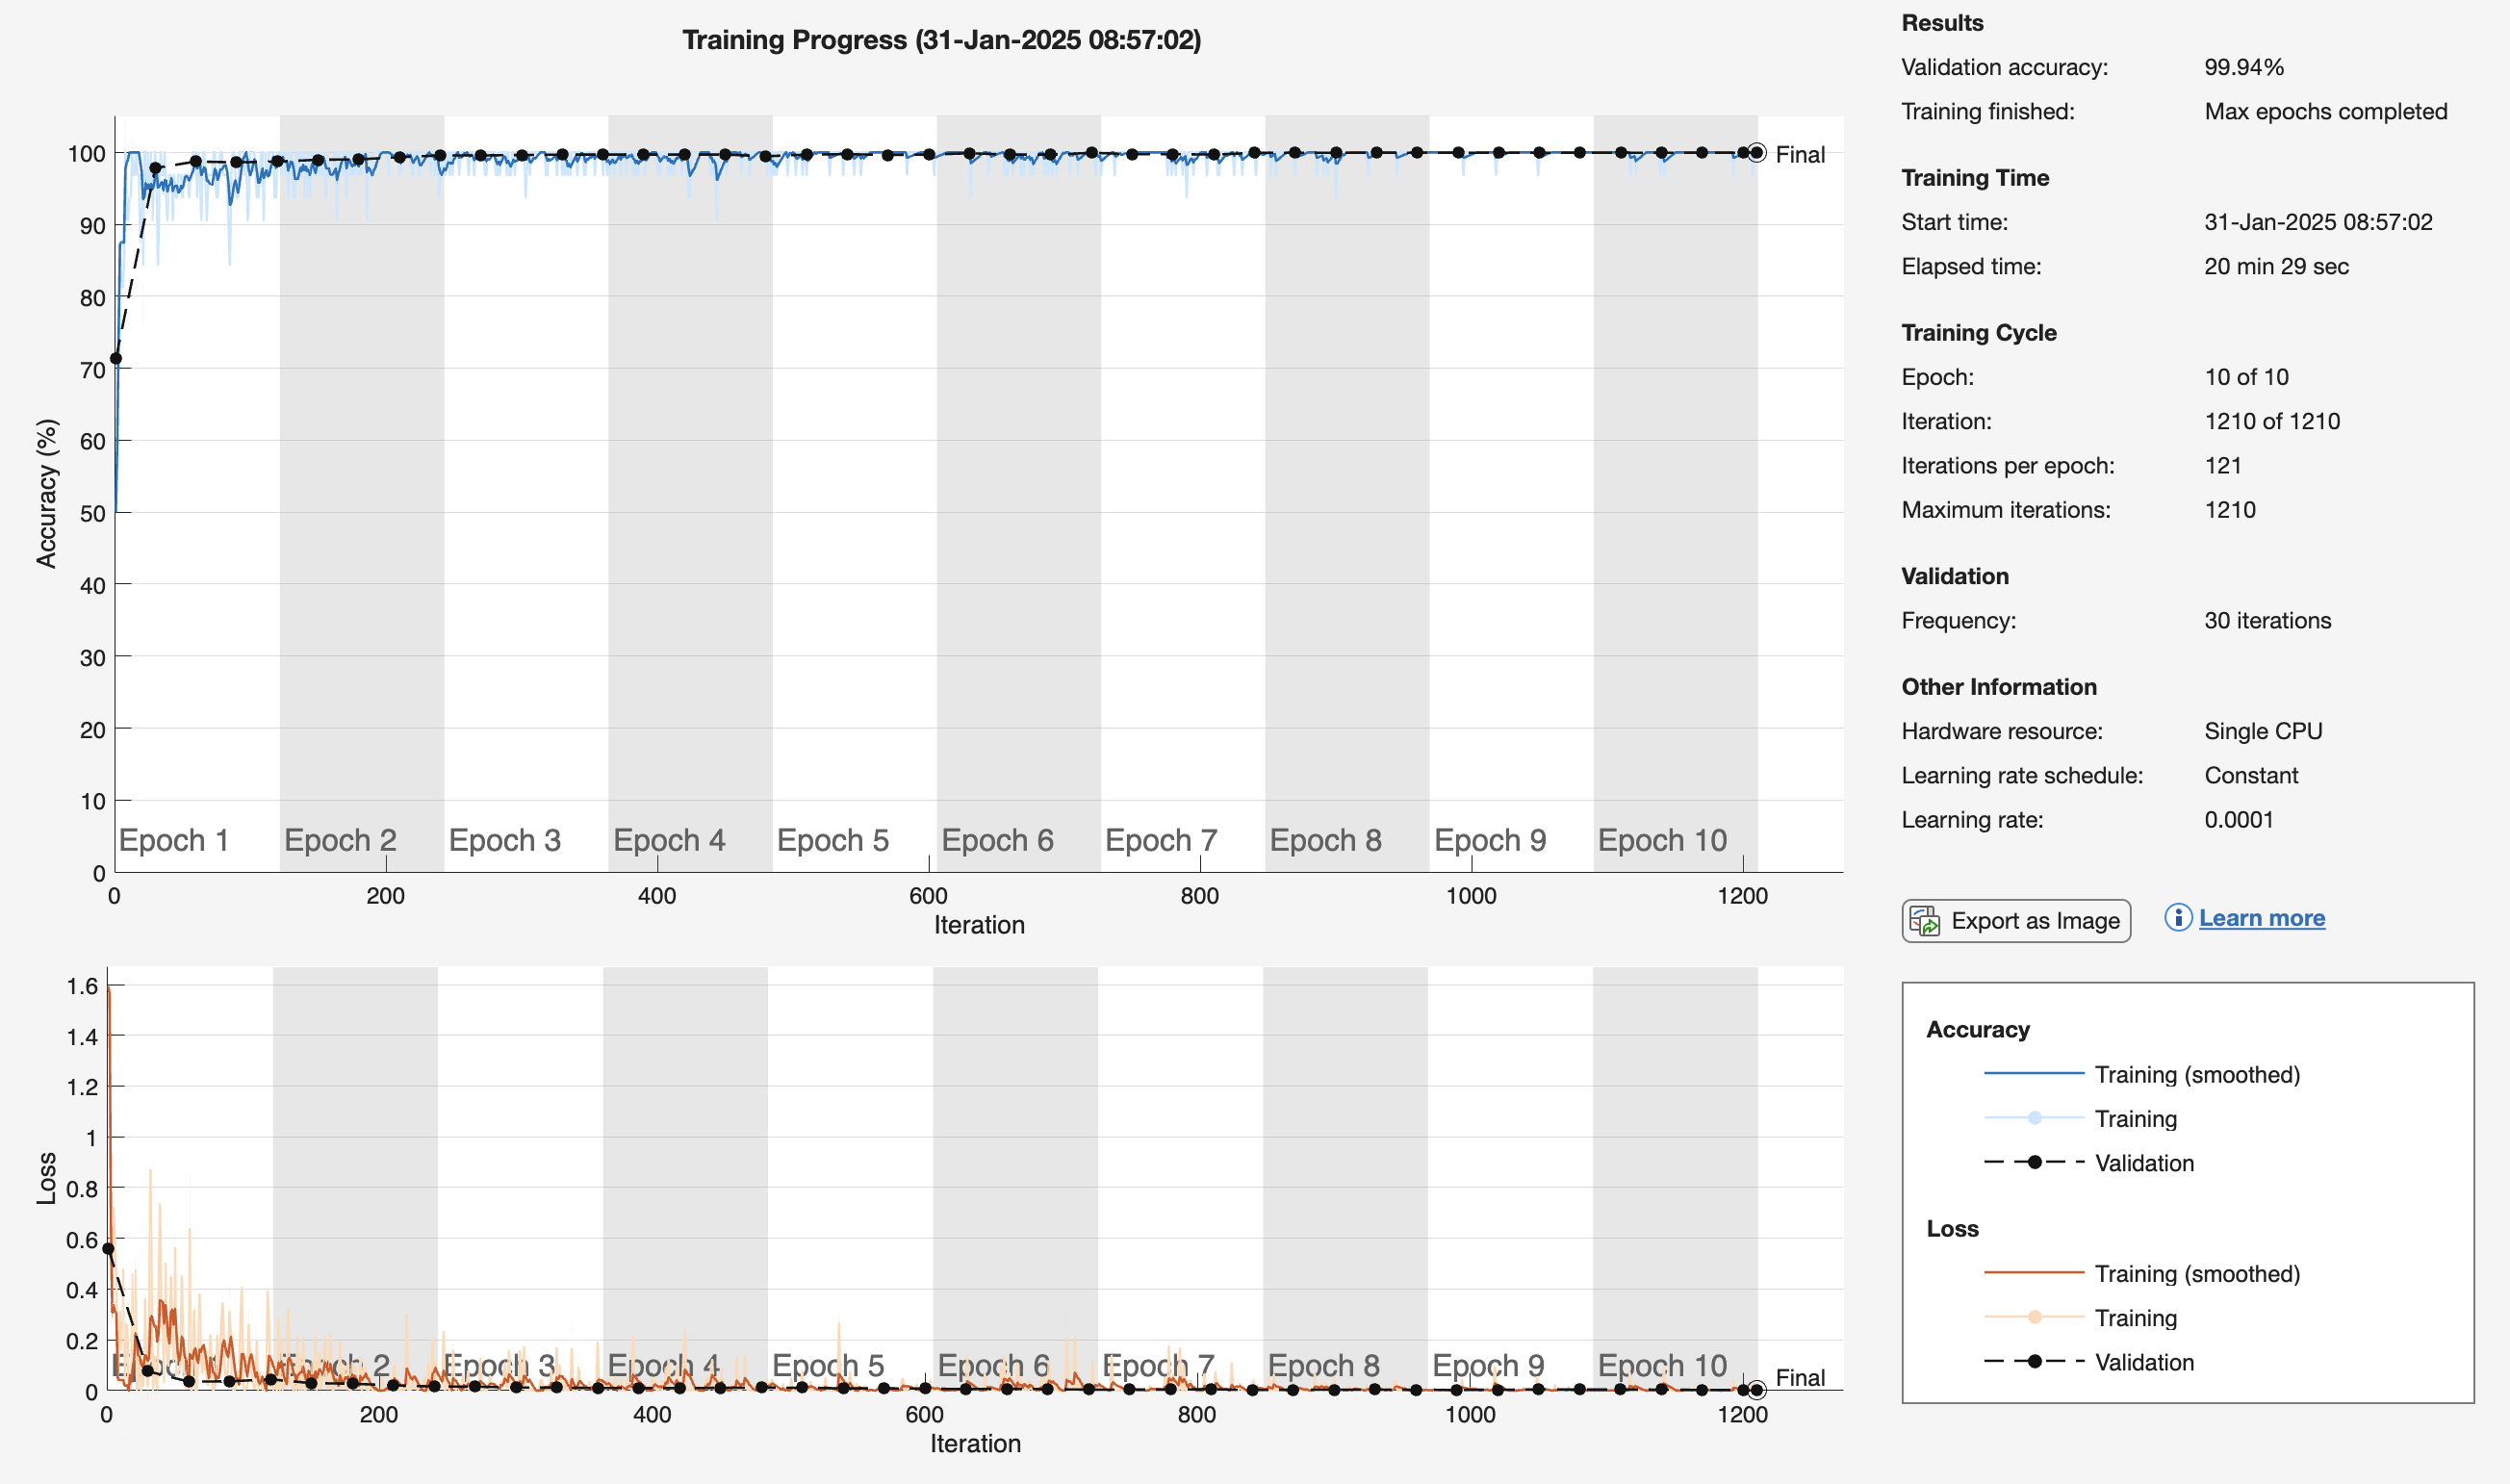 Training Progress (31-Jan-2025 08:57:02)
100
90
80
70
60
50
40
30
20
10
0
Accuracy (%)
Final
Epoch 1
Epoch 2
Epoch 3
Epoch 4
Epoch 5
Epoch 6
Epoch 7
Epoch 8
Epoch 9
Epoch 10
0
200
400
600
800
1000
1200
Iteration
1.6
1.4
1.2
1
0.8
0.6
0.4
0.2
0
Loss
Epoch 1
Epoch 2
Epoch 3
Epoch 4
Epoch 5
Epoch 6
Epoch 7
Epoch 8
Epoch 9
Epoch 10
Final
0
200
400
600
800
1000
1200
Iteration
Results
Validation accuracy: 99.94%
Training finished: Max epochs completed
Training Time
Start time: 31-Jan-2025 08:57:02
Elapsed time: 20 min 29 sec
Training Cycle
Epoch: 10 of 10
Iteration: 1210 of 1210
Iterations per epoch: 121
Maximum iterations: 1210
Validation
Frequency: 30 iterations
Other Information
Hardware resource: Single CPU
Learning rate schedule: Constant
Learning rate: 0.0001
Export as Image
Learn more
Accuracy
Training (smoothed)
Training
Validation
Loss
Training (smoothed)
Training
Validation